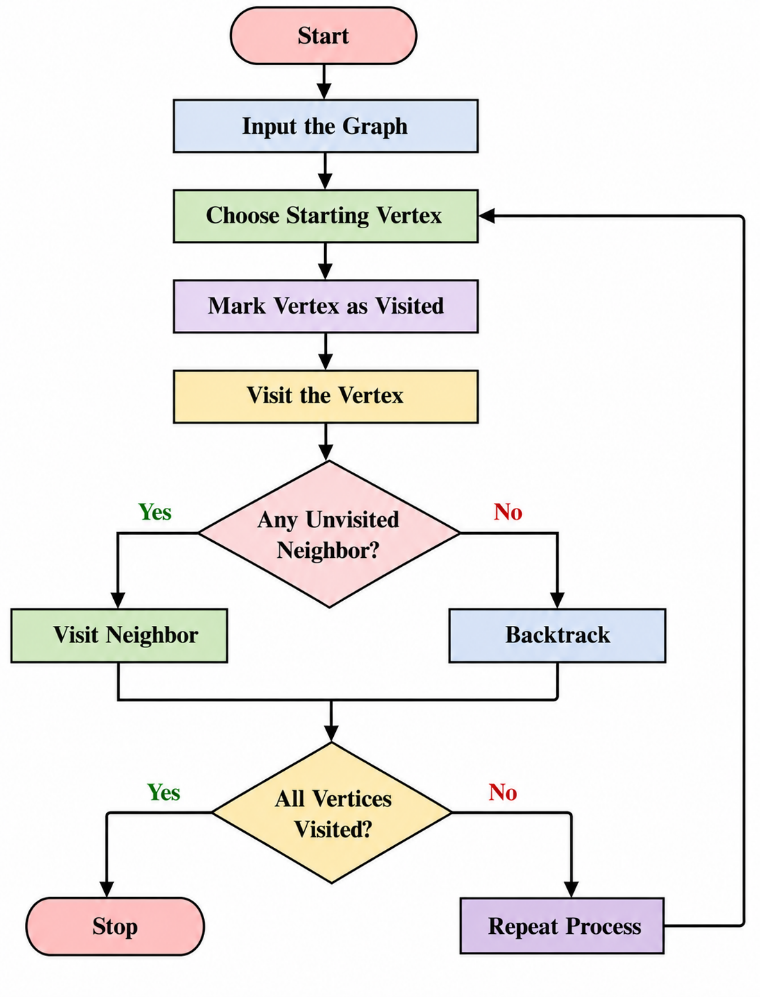 Start
Input the Graph
Choose Starting Vertex
Mark Vertex as Visited
Visit the Vertex
Any Unvisited
Neighbor?
Yes
No
Visit Neighbor
Backtrack
All Vertices
Visited?
Yes
No
Stop
Repeat Process